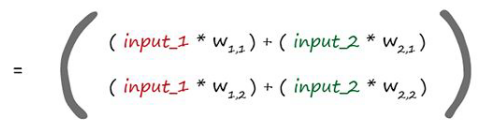 ( input_1 * w1,1 ) + ( input_2 * w2,1 )
= ( input_1 * w1,2 ) + ( input_2 * w2,2 )